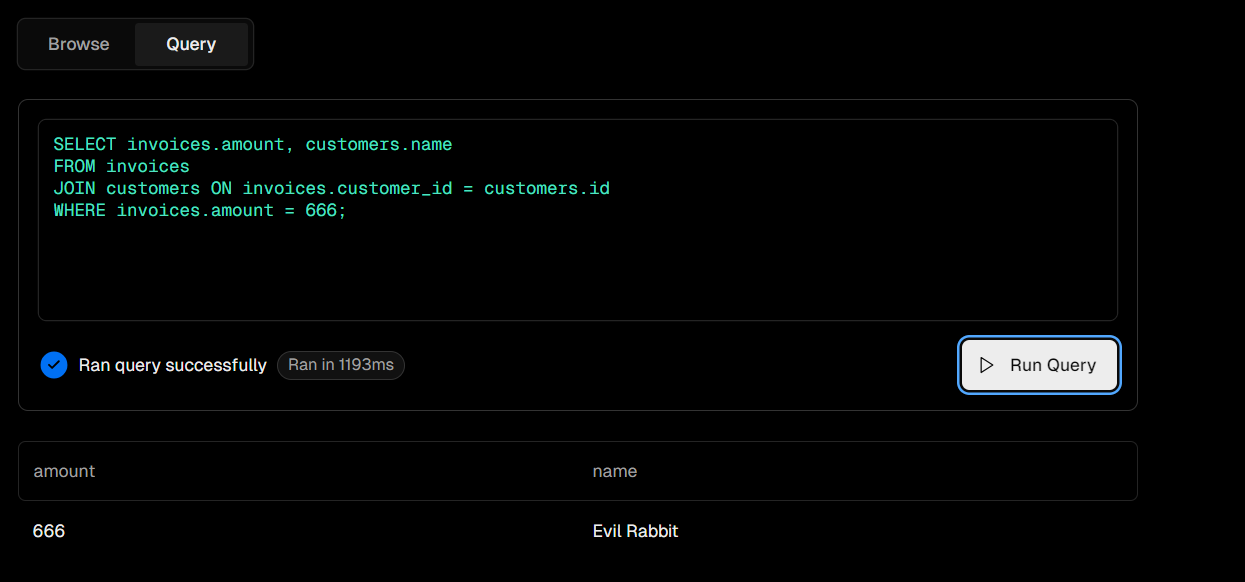 Browse Query
SELECT invoices.amount, customers.name
FROM invoices
JOIN customers ON invoices.customer_id = customers.id
WHERE invoices.amount = 666;
Ran query successfully Ran in 1193ms Run Query
amount name
666 Evil Rabbit